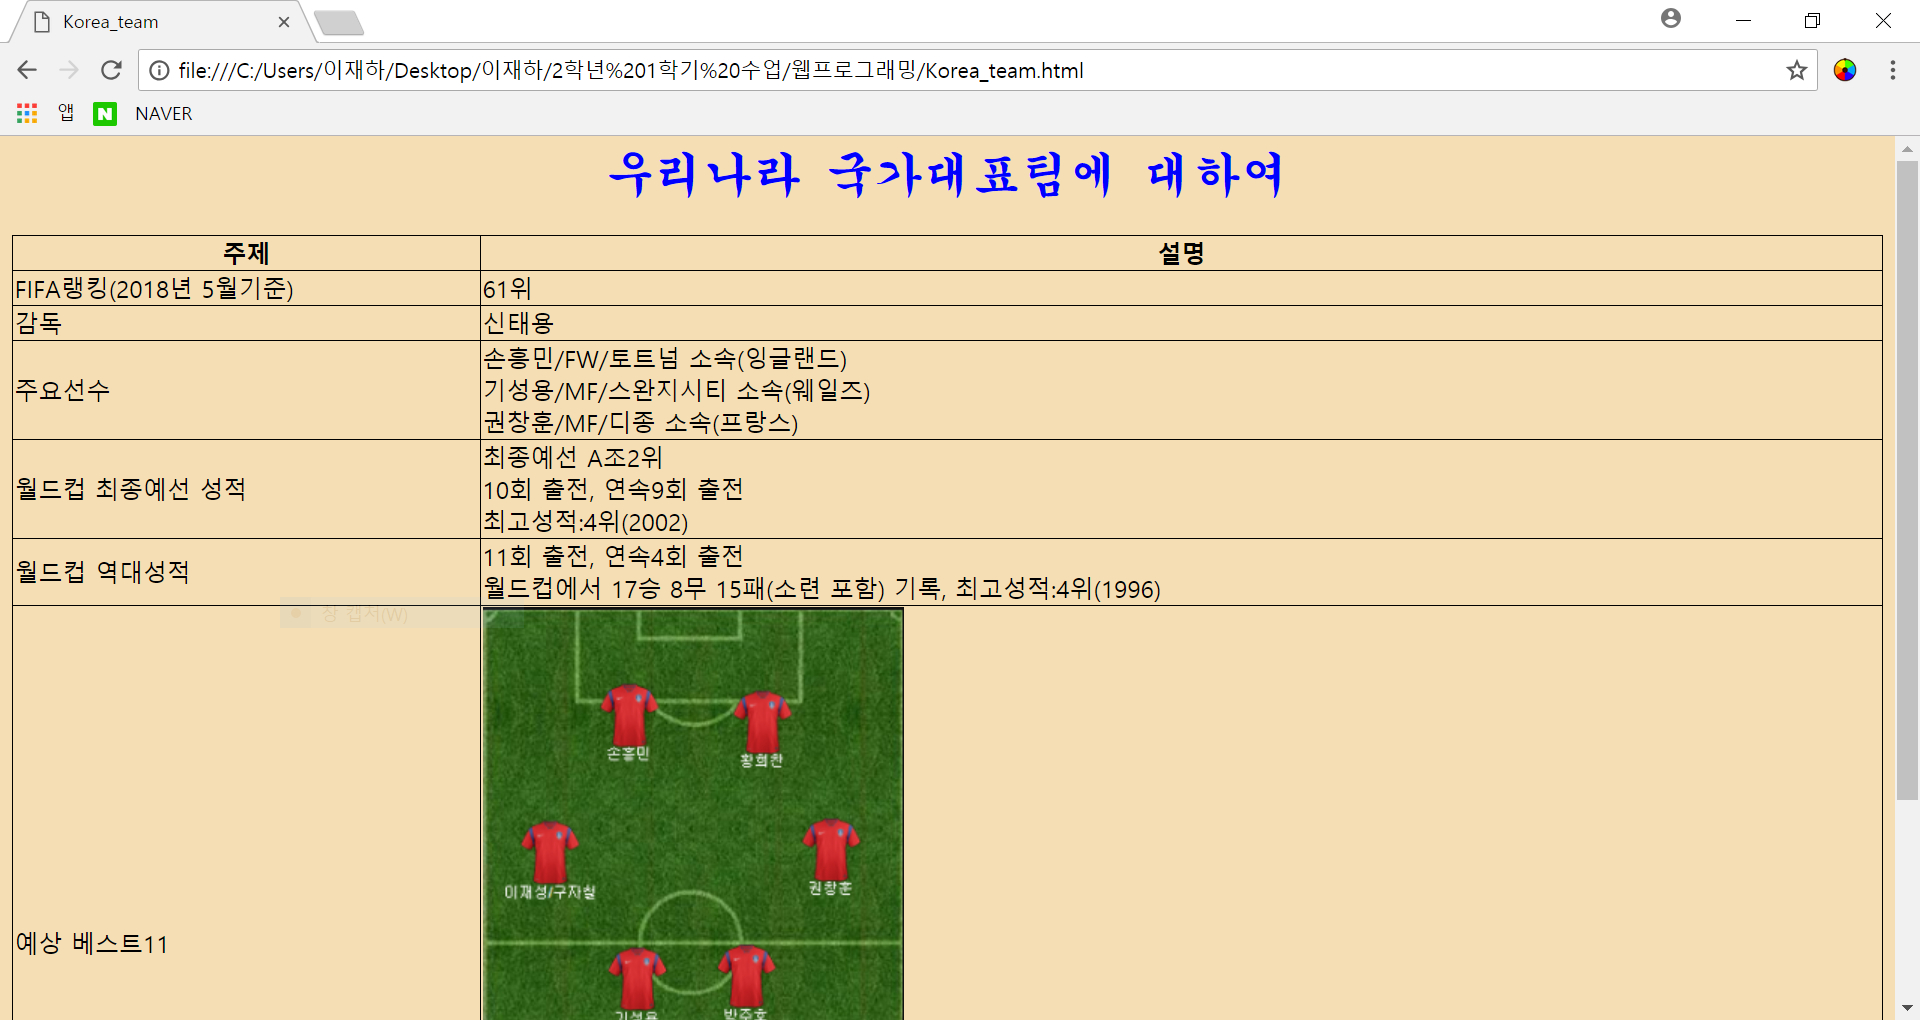 Korea_team
file:///C:/Users/이재하/Desktop/이재하/2학년%201학기%20수업/웹프로그래밍/Korea_team.html
앱 NAVER
우리나라 국가대표팀에 대하여
주제 설명
FIFA랭킹(2018년 5월기준) 61위
감독 신태용
주요선수
손흥민/FW/토트넘 소속(잉글랜드)
기성용/MF/스완지시티 소속(웨일즈)
권창훈/MF/디종 소속(프랑스)
월드컵 최종예선 성적
최종예선 A조2위
10회 출전, 연속9회 출전
최고성적:4위(2002)
월드컵 역대성적
11회 출전, 연속4회 출전
월드컵에서 17승 8무 15패(소련 포함) 기록, 최고성적:4위(1996)
창 캡처(W)
예상 베스트11
손흥민 황희찬
이재성/구자철 권창훈
기성용 박주호